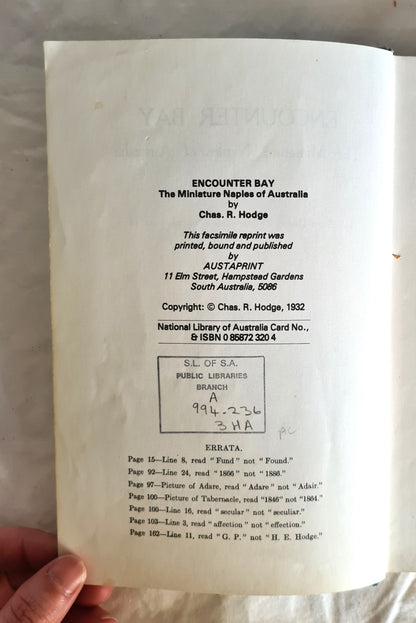 ENCOUNTER BAY
The Miniature Naples of Australia
by
Chas. R. Hodge
This facsimile reprint was
printed, bound and published
by
AUSTAPRINT
11 Elm Street, Hampstead Gardens
South Australia, 5086
Copyright: © Chas. R. Hodge, 1932
National Library of Australia Card No.,
& ISBN 0 85872 320 4
S.L. OF S.A.
PUBLIC LIBRARIES
BRANCH
A
994.236
3 HA
pc
ERRATA.
Page 15—Line 8, read "Fund" not "Found."
Page 92—Line 24, read "1866" not "1886."
Page 97—Picture of Adare, read "Adare" not "Adair."
Page 100—Picture of Tabernacle, read "1846" not "1864."
Page 100—Line 16, read "secular" not "seculiar."
Page 103—Line 3, read "affection" not "effection."
Page 162—Line 11, read "G. P." not "H. E. Hodge."